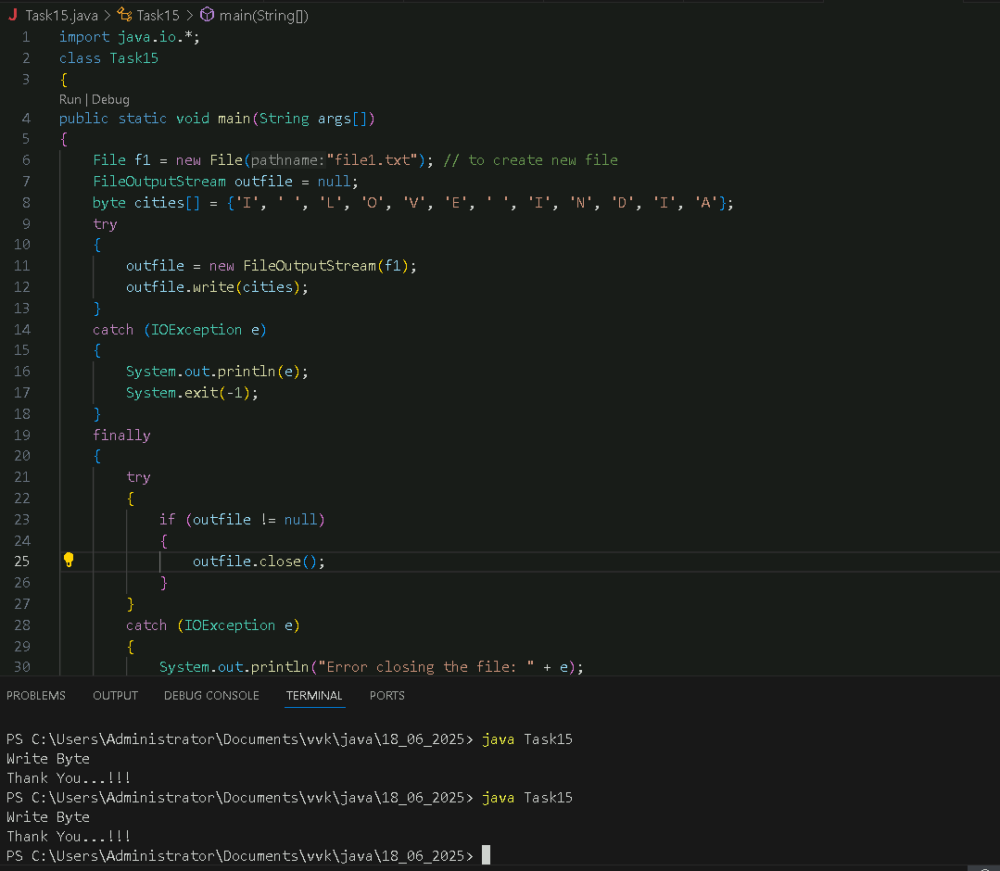 Task15.java > Task15 > main(String[])
1 import java.io.*;
2 class Task15
3 {
Run | Debug
4 public static void main(String args[])
5 {
6 File f1 = new File(pathname:"file1.txt"); // to create new file
7 FileOutputStream outfile = null;
8 byte cities[] = {'I', ' ', 'L', 'O', 'V', 'E', ' ', 'I', 'N', 'D', 'I', 'A'};
9 try
10 {
11 outfile = new FileOutputStream(f1);
12 outfile.write(cities);
13 }
14 catch (IOException e)
15 {
16 System.out.println(e);
17 System.exit(-1);
18 }
19 finally
20 {
21 try
22 {
23 if (outfile != null)
24 {
25 outfile.close();
26 }
27 }
28 catch (IOException e)
29 {
30 System.out.println("Error closing the file: " + e);
PROBLEMS OUTPUT DEBUG CONSOLE TERMINAL PORTS
PS C:\Users\Administrator\Documents\vvk\java\18_06_2025> java Task15
Write Byte
Thank You...!!!
PS C:\Users\Administrator\Documents\vvk\java\18_06_2025> java Task15
Write Byte
Thank You...!!!
PS C:\Users\Administrator\Documents\vvk\java\18_06_2025>